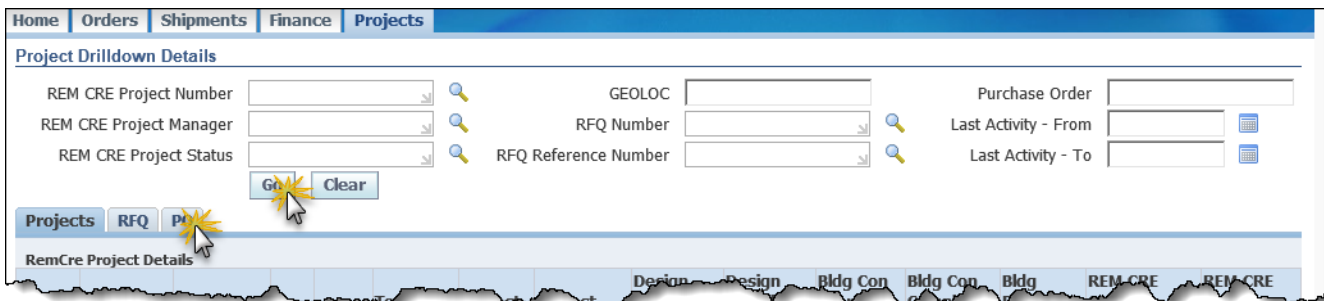 Home Orders Shipments Finance Projects
Project Drilldown Details
REM CRE Project Number GEOLOC Purchase Order
REM CRE Project Manager RFQ Number Last Activity - From
REM CRE Project Status RFQ Reference Number Last Activity - To
Go Clear
Projects RFQ PO
RemCre Project Details
Design Design Bldg Con Bldg Con Bldg REM-CRE REM-CRE